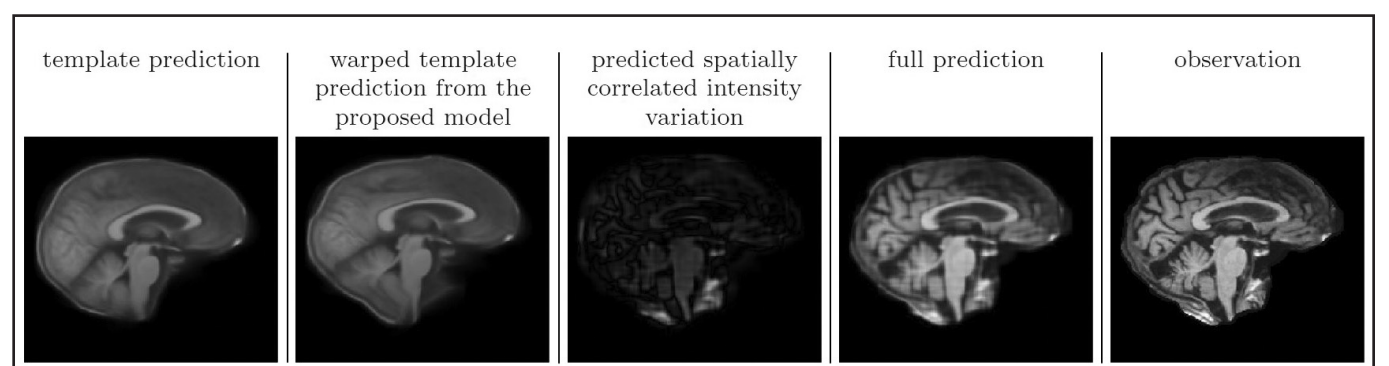 template prediction
warped template
prediction from the
proposed model
predicted spatially
correlated intensity
variation
full prediction
observation